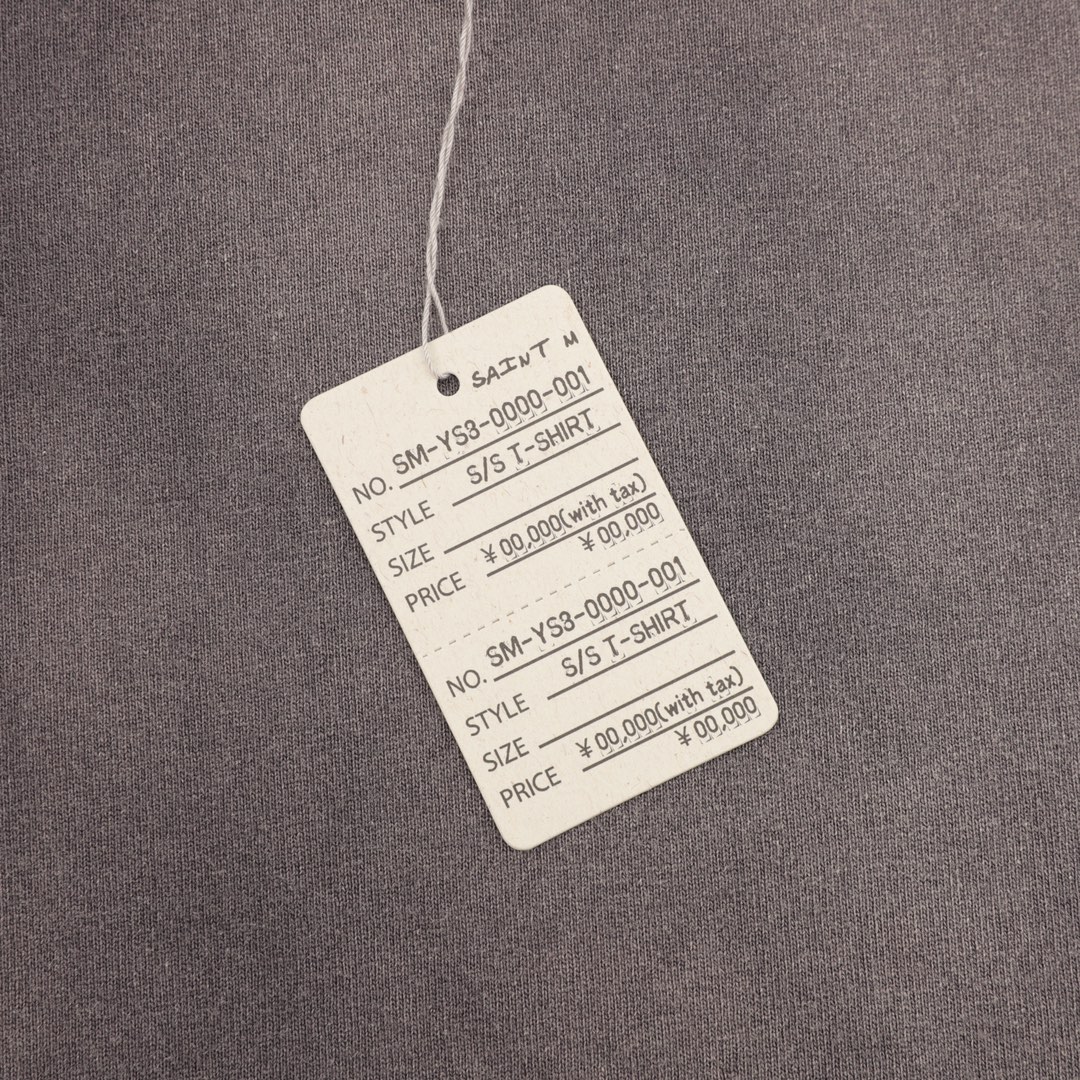 SAINT M
NO. SM-YS3-0000-001
STYLE S/S T-SHIRT
SIZE
PRICE ¥00,000(with tax)
¥00,000
NO. SM-YS3-0000-001
STYLE S/S T-SHIRT
SIZE
PRICE ¥00,000(with tax)
¥00,000